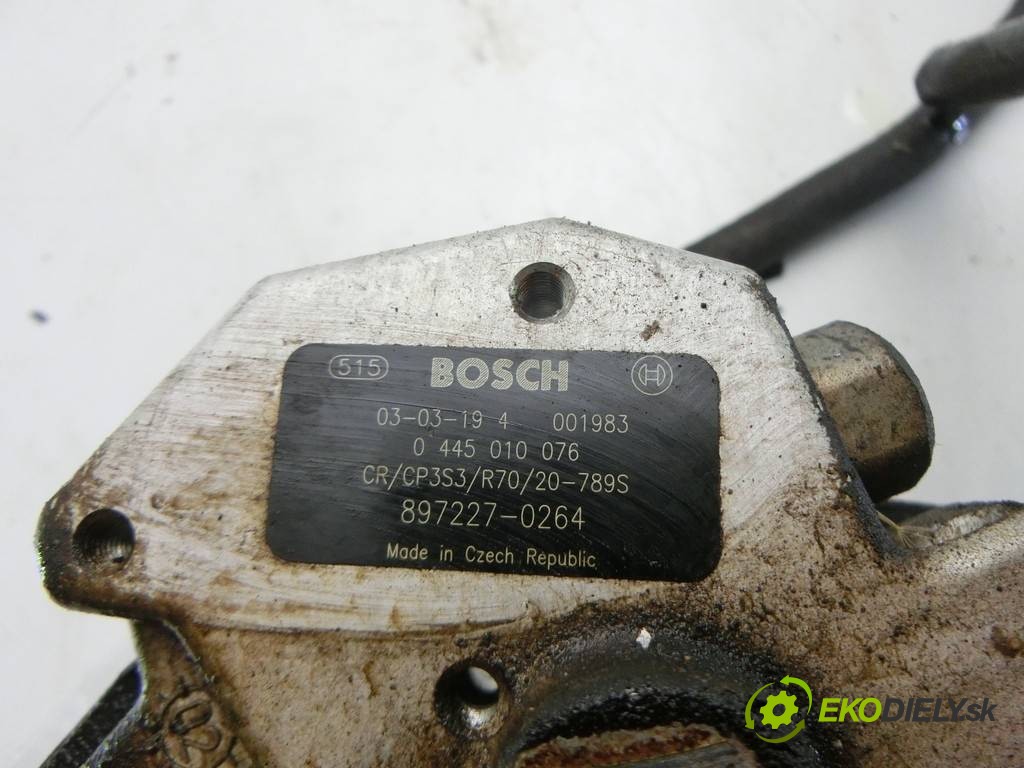 515 BOSCH
03-03-19 4 001983
0 445 010 076
CR/CP3S3/R70/20-789S
897227-0264
Made in Czech Republic
EKODIELY.sk